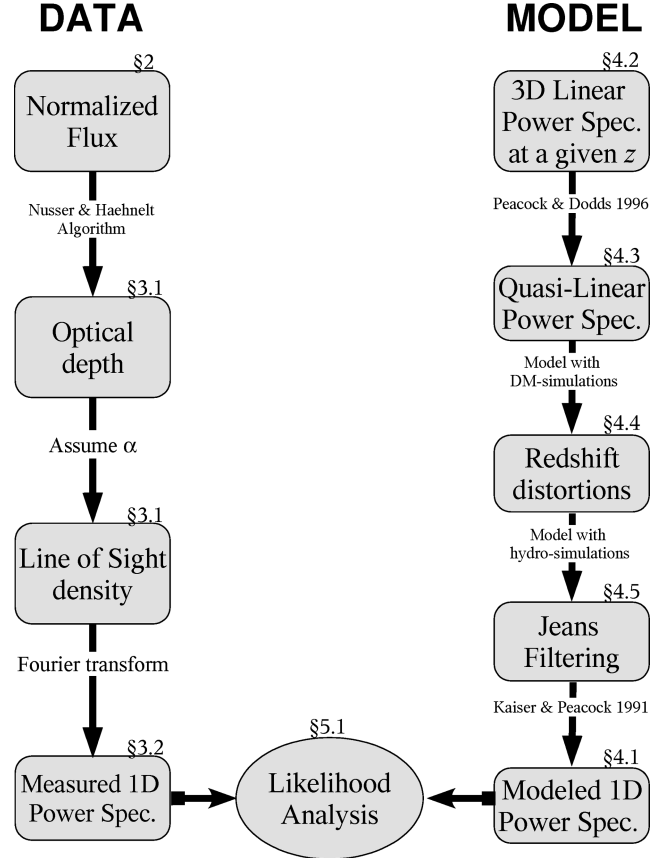 DATA
§2
Normalized
Flux
Nusser & Haehnelt
Algorithm
§3.1
Optical
depth
Assume α
§3.1
Line of Sight
density
Fourier transform
§3.2
Measured 1D
Power Spec.
§5.1
Likelihood
Analysis
MODEL
§4.2
3D Linear
Power Spec.
at a given z
Peacock & Dodds 1996
§4.3
Quasi-Linear
Power Spec.
Model with
DM-simulations
§4.4
Redshift
distortions
Model with
hydro-simulations
§4.5
Jeans
Filtering
Kaiser & Peacock 1991
§4.1
Modeled 1D
Power Spec.